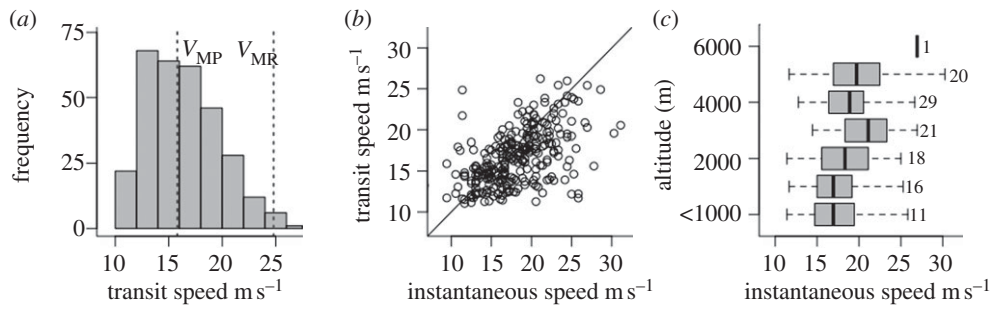 (a)
75
50
25
0
frequency
V_MP
V_MR
10 15 20 25
transit speed m s⁻¹
(b)
30
25
20
15
10
transit speed m s⁻¹
10 15 20 25 30
instantaneous speed m s⁻¹
(c)
6000
4000
2000
<1000
altitude (m)
1
20
29
21
18
16
11
10 15 20 25 30
instantaneous speed m s⁻¹